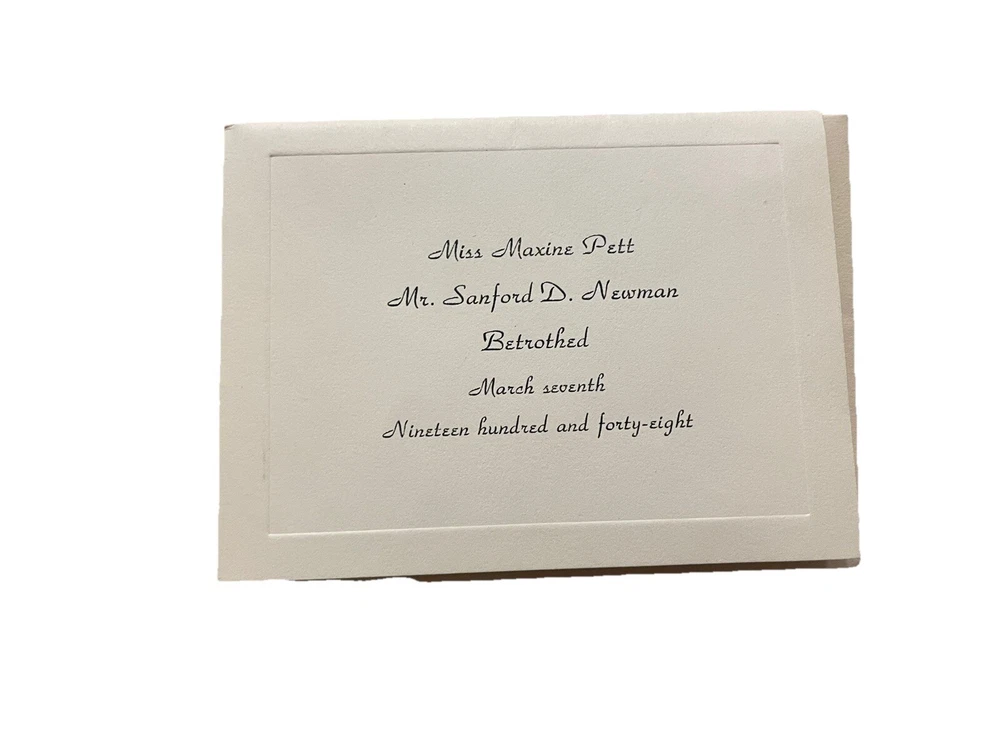 Miss Maxine Pett
Mr. Sanford D. Newman
Betrothed
March seventh
Nineteen hundred and forty-eight